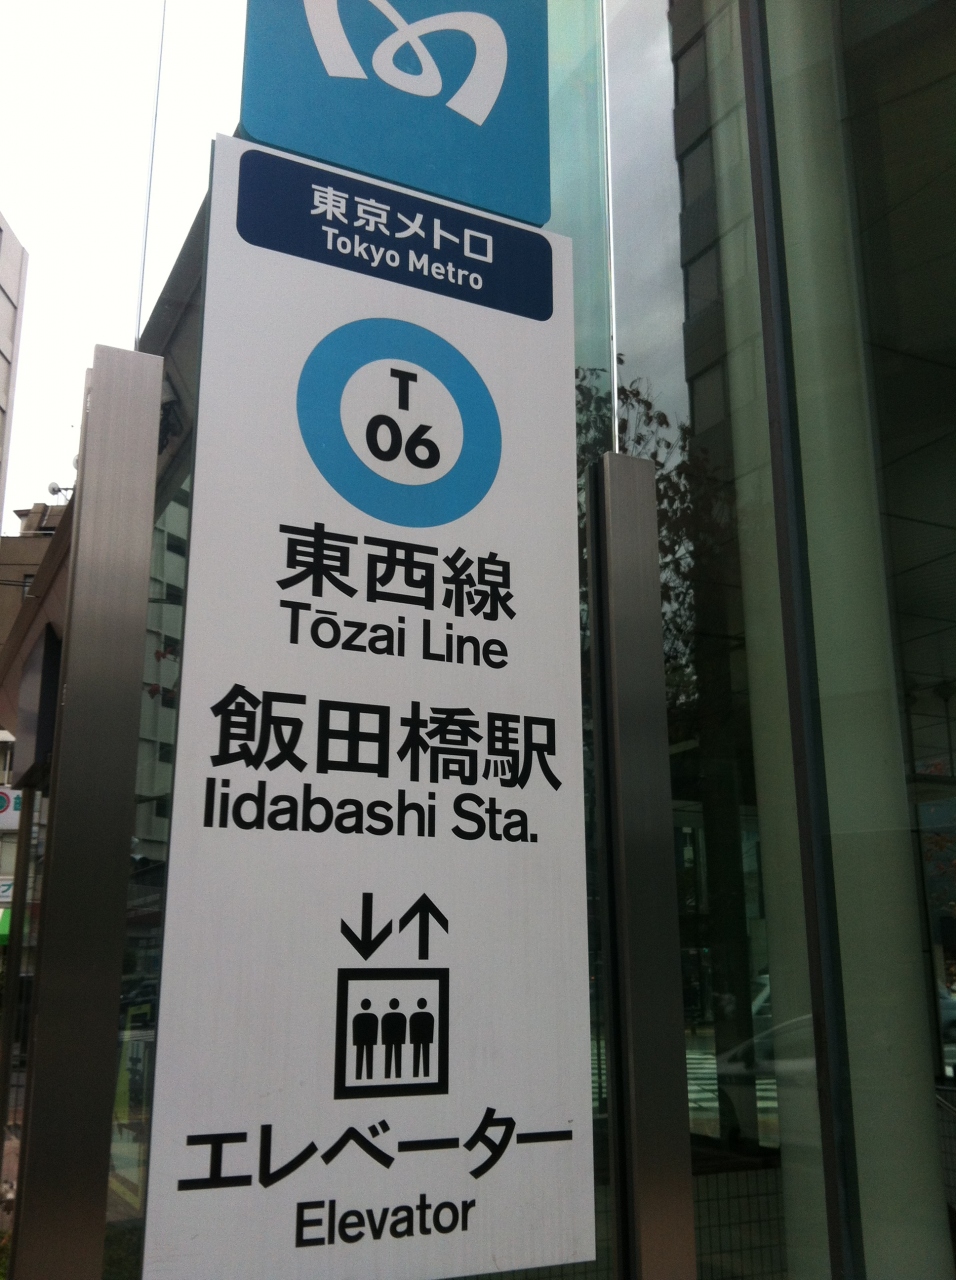 東京メトロ
Tokyo Metro
T
06
東西線
Tōzai Line
飯田橋駅
Iidabashi Sta.
エレベーター
Elevator